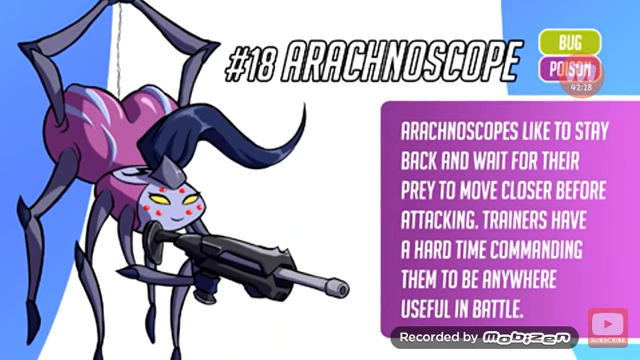 #18 ARACHNOSCOPE
BUG
POISON
42:28
ARACHNOSCOPES LIKE TO STAY
BACK AND WAIT FOR THEIR
PREY TO MOVE CLOSER BEFORE
ATTACKING. TRAINERS HAVE
A HARD TIME COMMANDING
THEM TO BE ANYWHERE
USEFUL IN BATTLE.
SUBSCRIBE
Recorded by Mobizen